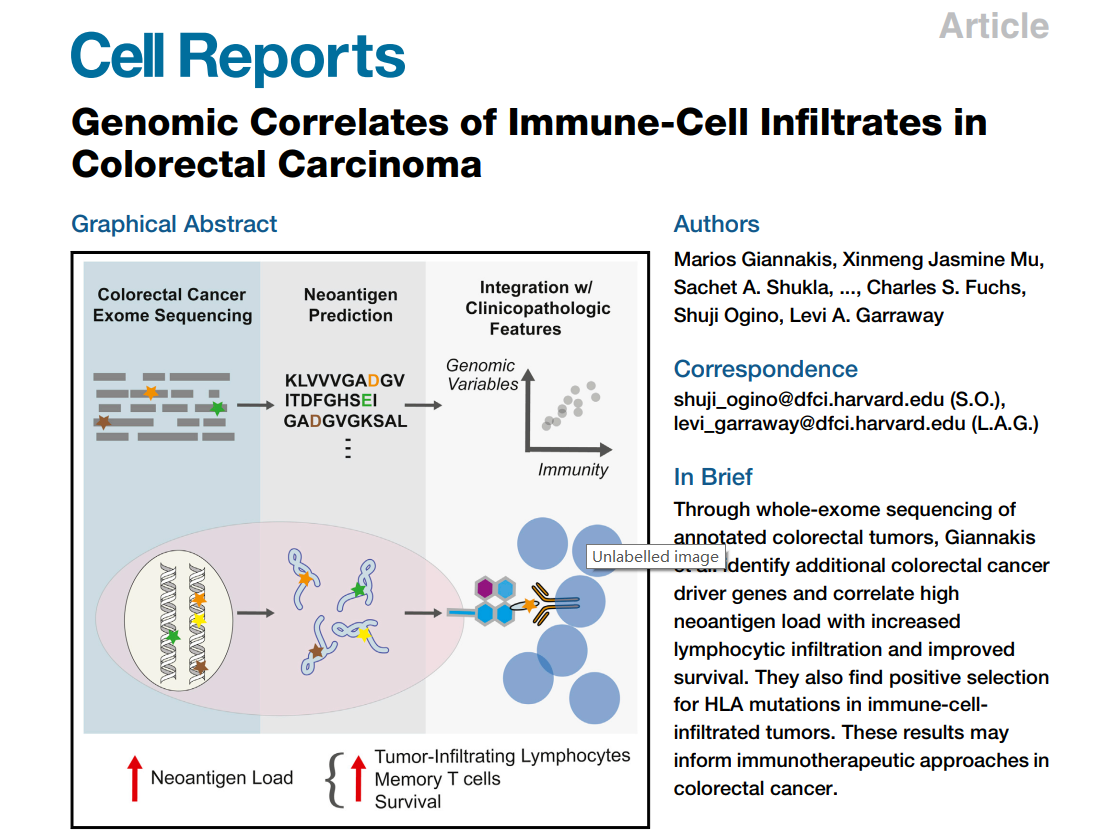 Article
Cell Reports
Genomic Correlates of Immune-Cell Infiltrates in
Colorectal Carcinoma
Graphical Abstract
Colorectal Cancer
Exome Sequencing
Neoantigen
Prediction
Integration w/
Clinicopathologic
Features
KLVVVGADGV
ITDFGHSEI
GADGVGKSAL
Genomic
Variables
Immunity
Neoantigen Load
Tumor-Infiltrating Lymphocytes
Memory T cells
Survival
Authors
Marios Giannakis, Xinmeng Jasmine Mu,
Sachet A. Shukla, ..., Charles S. Fuchs,
Shuji Ogino, Levi A. Garraway
Correspondence
shuji_ogino@dfci.harvard.edu (S.O.),
levi_garraway@dfci.harvard.edu (L.A.G.)
In Brief
Through whole-exome sequencing of
annotated colorectal tumors, Giannakis
identify additional colorectal cancer
driver genes and correlate high
neoantigen load with increased
lymphocytic infiltration and improved
survival. They also find positive selection
for HLA mutations in immune-cell-
infiltrated tumors. These results may
inform immunotherapeutic approaches in
colorectal cancer.
Unlabelled image